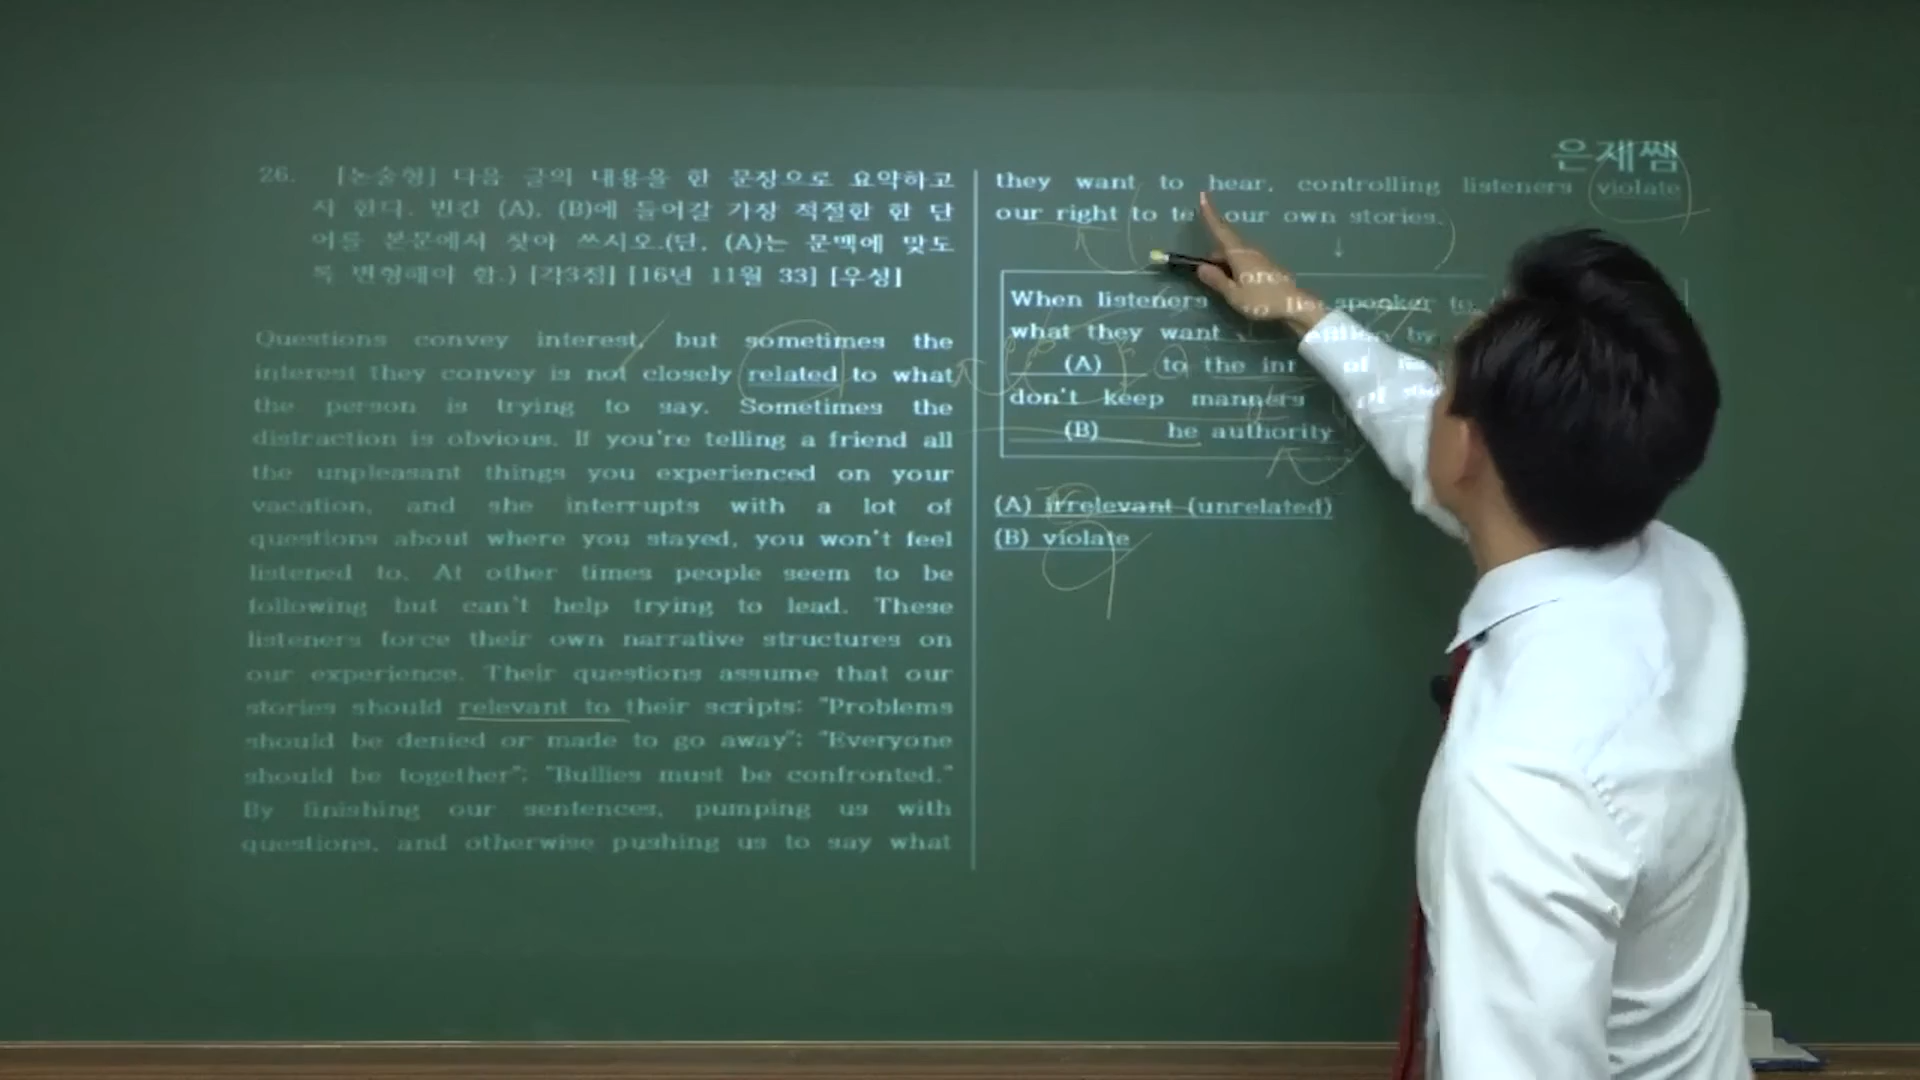 은재쌤
26. [논술형] 다음 글의 내용을 한 문장으로 요약하고
자 한다. 빈칸 (A), (B)에 들어갈 가장 적절한 한 단
어를 본문에서 찾아 쓰시오.(단, (A)는 문맥에 맞도
록 변형해야 함.) [각3점] [16년 11월 33] [우성]
Questions convey interest, but sometimes the
interest they convey is not closely related to what
the person is trying to say. Sometimes the
distraction is obvious. If you're telling a friend all
the unpleasant things you experienced on your
vacation, and she interrupts with a lot of
questions about where you stayed, you won't feel
listened to. At other times people seem to be
following but can't help trying to lead. These
listeners force their own narrative structures on
our experience. Their questions assume that our
stories should relevant to their scripts: "Problems
should be denied or made to go away"; "Everyone
should be together"; "Bullies must be confronted."
By finishing our sentences, pumping us with
questions, and otherwise pushing us to say what
they want to hear, controlling listeners violate
our right to our own stories.
↓
When listeners speaker to
what they want by
(A) to the of
don't keep manners
(B) authority
(A) irrelevant (unrelated)
(B) violate